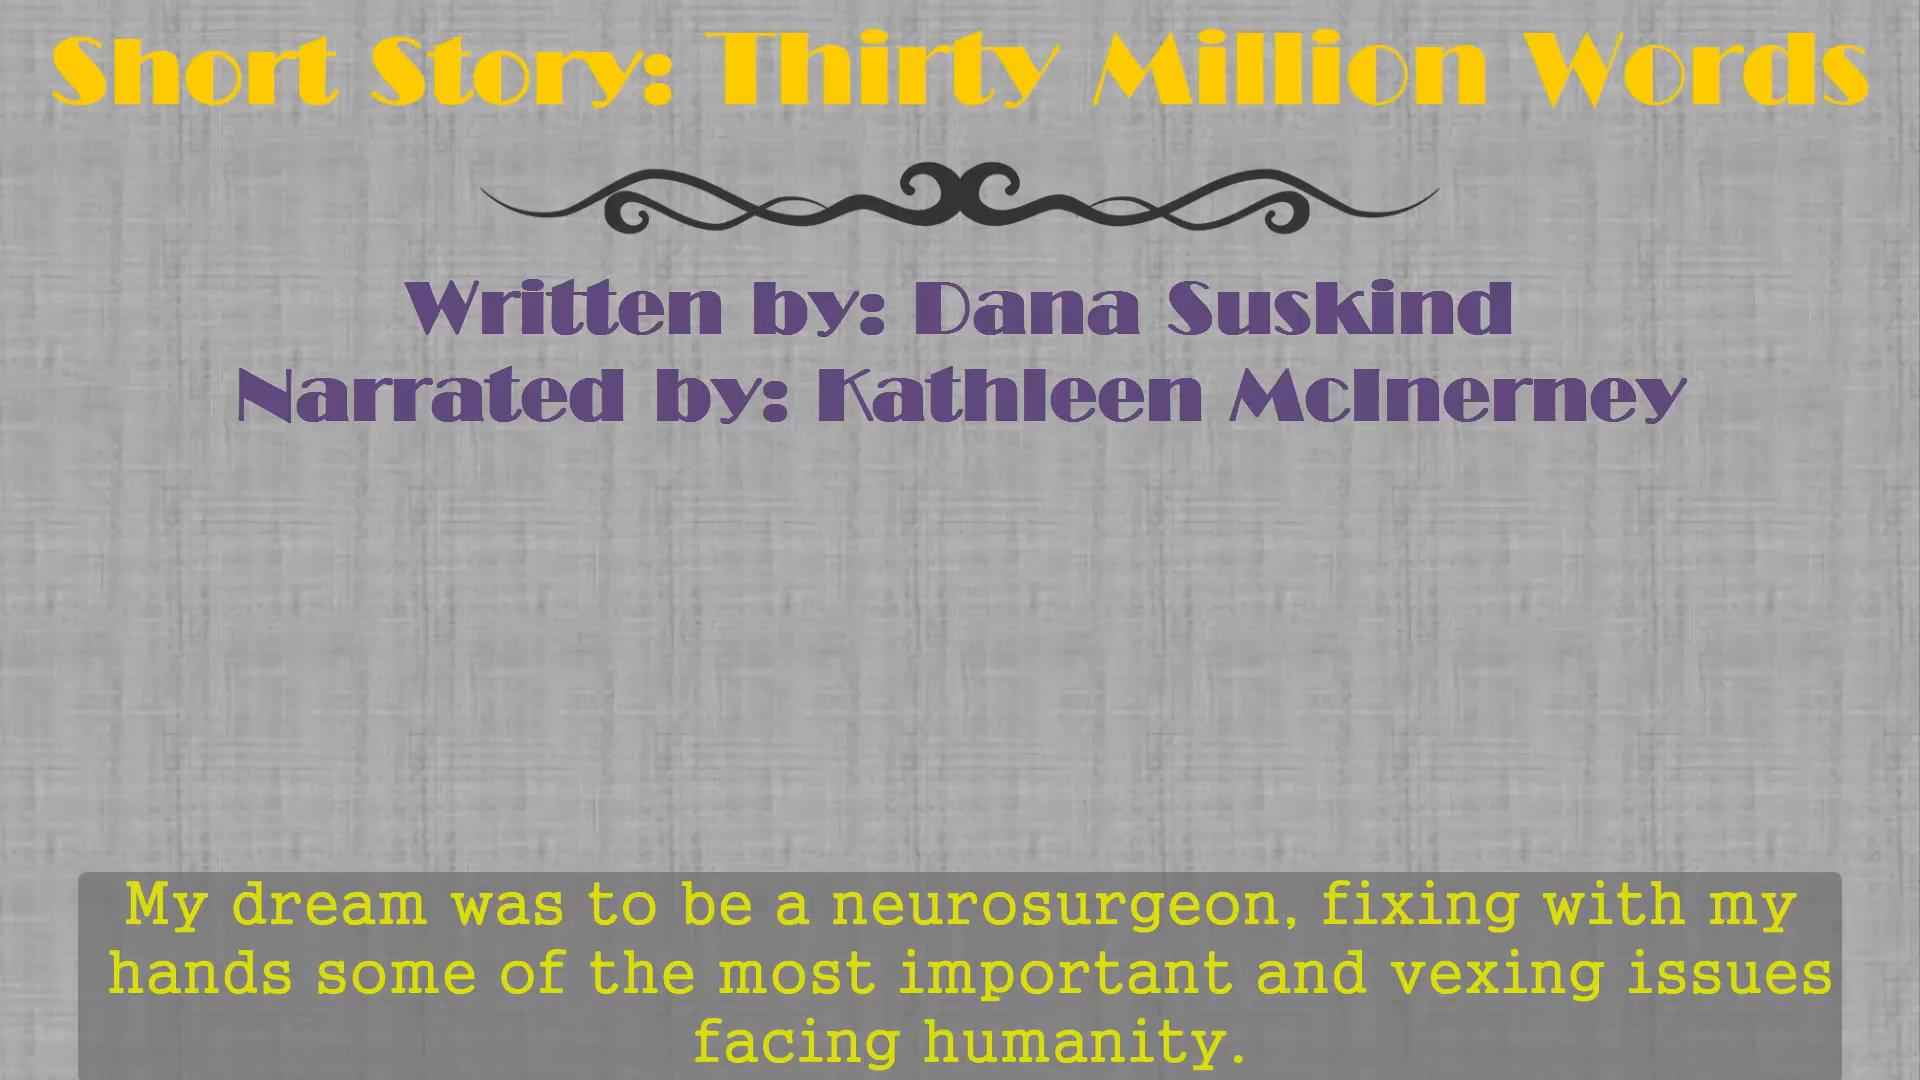 Short Story: Thirty Million Words
Written by: Dana Suskind
Narrated by: Kathleen McInerney
My dream was to be a neurosurgeon, fixing with my
hands some of the most important and vexing issues
facing humanity.